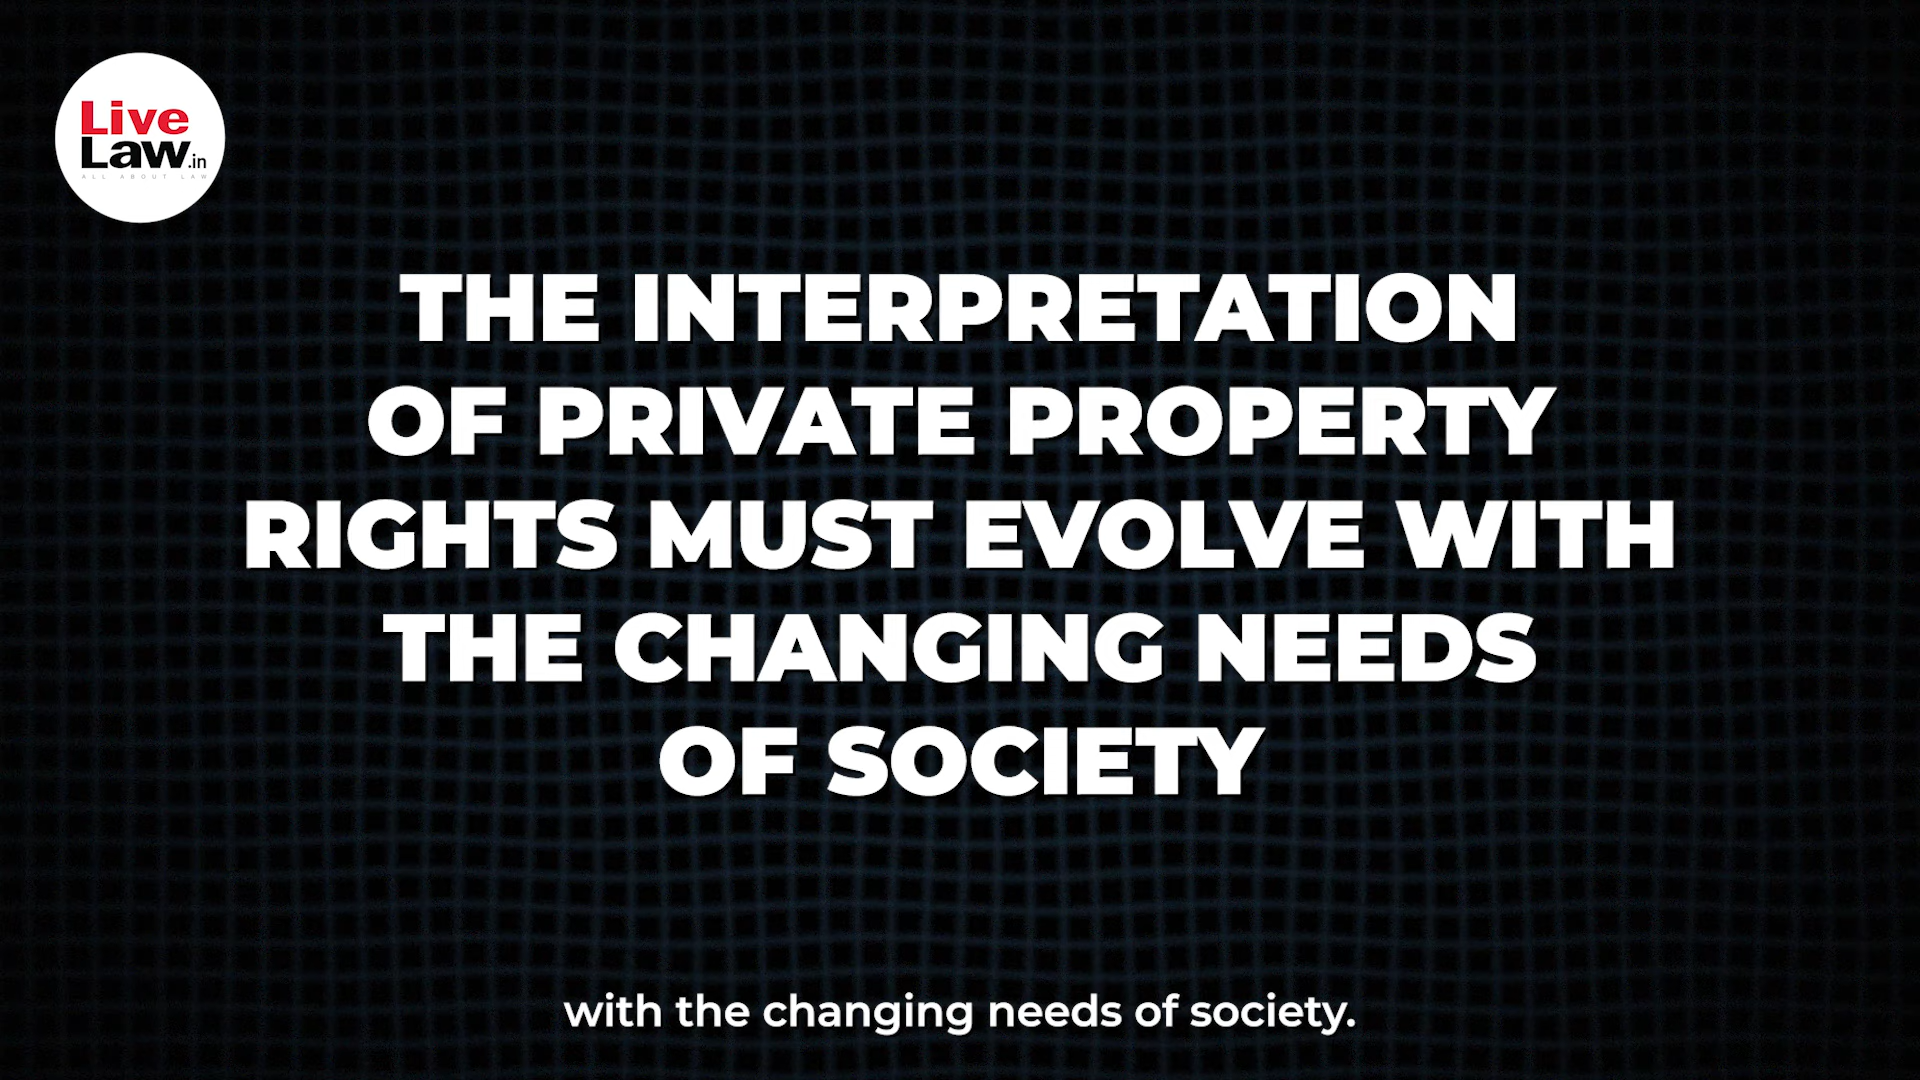 Live
Law.in
ALL ABOUT LAW
THE INTERPRETATION
OF PRIVATE PROPERTY
RIGHTS MUST EVOLVE WITH
THE CHANGING NEEDS
OF SOCIETY
with the changing needs of society.